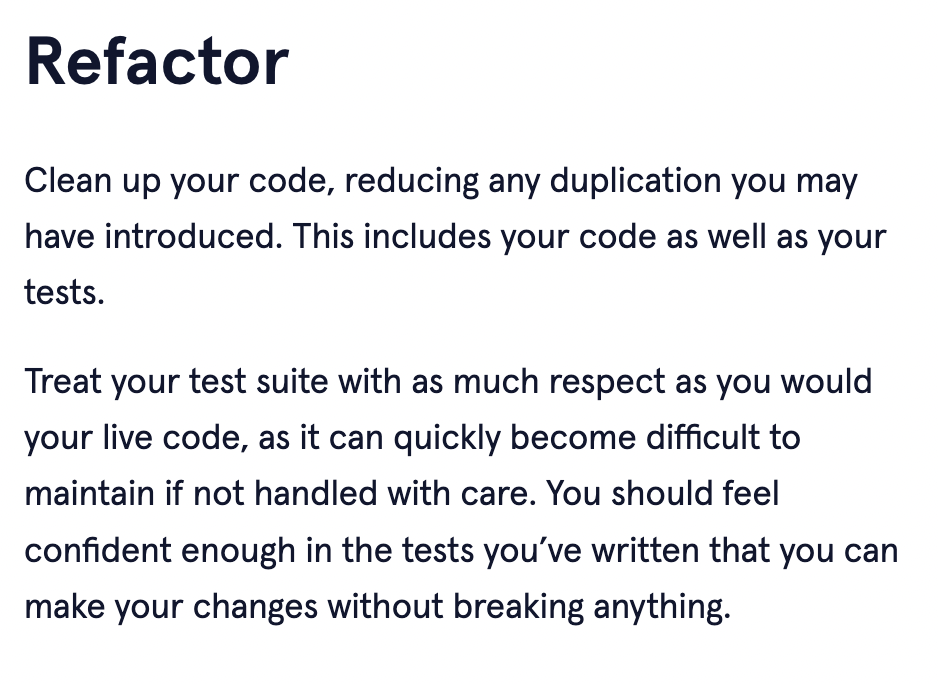 Refactor
Clean up your code, reducing any duplication you may
have introduced. This includes your code as well as your
tests.
Treat your test suite with as much respect as you would
your live code, as it can quickly become difficult to
maintain if not handled with care. You should feel
confident enough in the tests you’ve written that you can
make your changes without breaking anything.